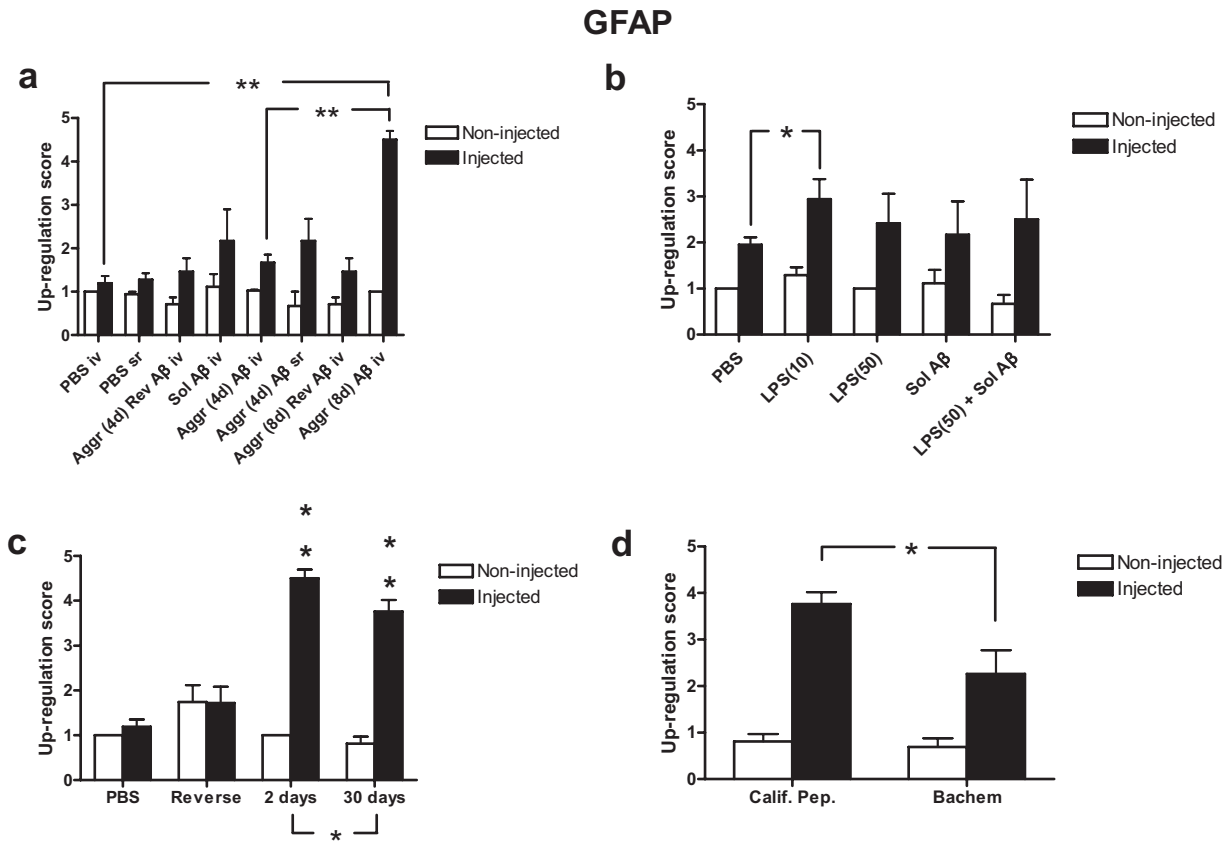 GFAP
a
**
**
Up-regulation score
5
4
3
2
1
0
Non-injected
Injected
PBS iv
PBS sr
Aggr (4d) Rev Aβ iv
Sol Aβ iv
Aggr (4d) Aβ iv
Aggr (4d) Aβ sr
Aggr (8d) Rev Aβ iv
Aggr (8d) Aβ iv
b
*
Up-regulation score
5
4
3
2
1
0
Non-injected
Injected
PBS
LPS(10)
LPS(50)
Sol Aβ
LPS(50) + Sol Aβ
c
*
*
*
*
Up-regulation score
5
4
3
2
1
0
Non-injected
Injected
PBS Reverse 2 days 30 days
*
d
*
Up-regulation score
5
4
3
2
1
0
Non-injected
Injected
Calif. Pep. Bachem